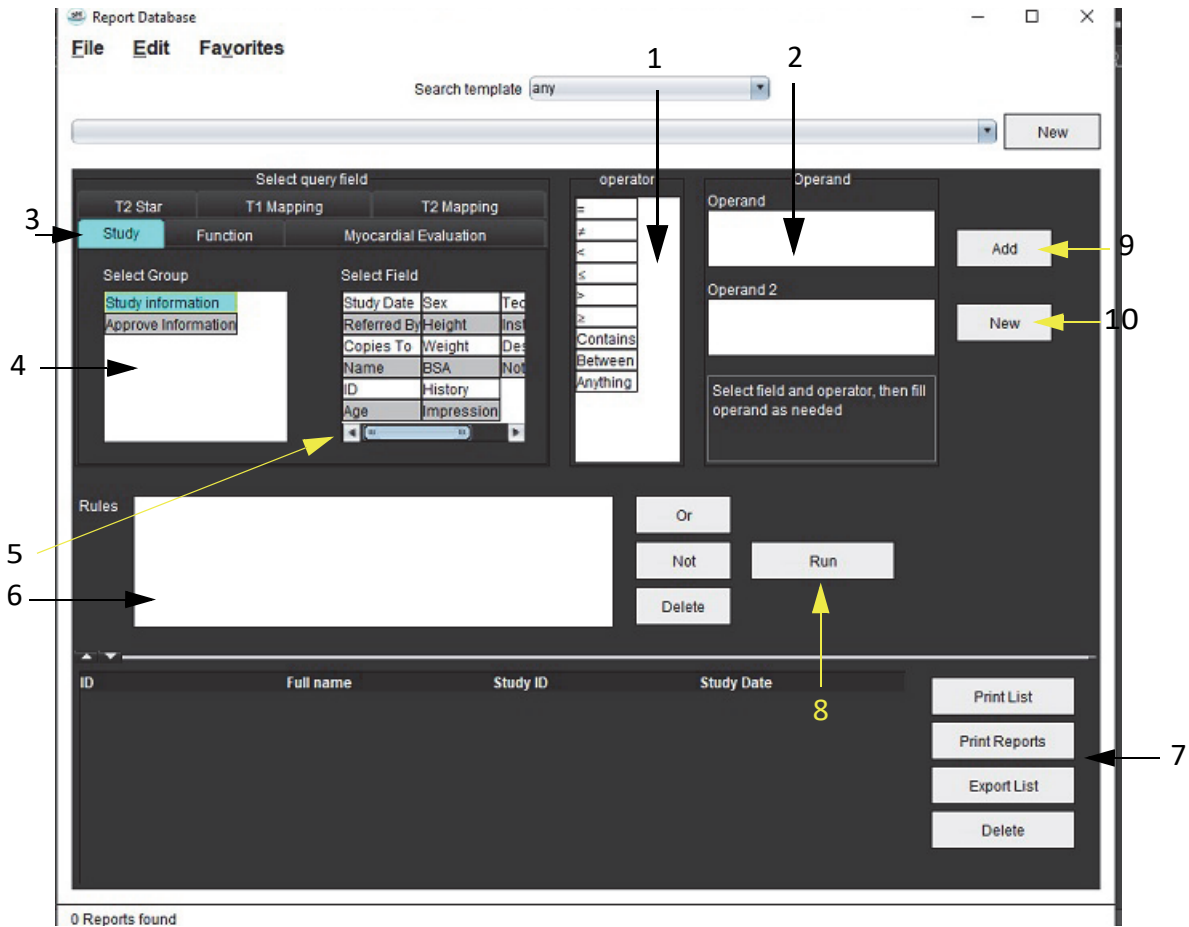 Report Database
File Edit Favorites
1 2
Search template any
New
Select query field operator Operand
T2 Star T1 Mapping T2 Mapping = Operand
3 Study Function Myocardial Evaluation ≠
< Add 9
Select Group Select Field ≤
Study information Study Date Sex Tec > Operand 2
Approve Information Referred By Height Inst ≥ New 10
Copies To Weight Des Contains
4 Name BSA Not Between
ID History Anything Select field and operator, then fill
Age Impression operand as needed
Rules Or
5 Not Run
6 Delete
ID Full name Study ID Study Date
8 Print List
Print Reports 7
Export List
Delete
0 Reports found